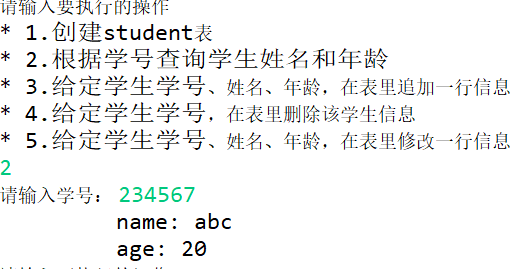 请输入要执行的操作
* 1.创建student表
* 2.根据学号查询学生姓名和年龄
* 3.给定学生学号、姓名、年龄，在表里追加一行信息
* 4.给定学生学号，在表里删除该学生信息
* 5.给定学生学号、姓名、年龄，在表里修改一行信息
2
请输入学号：234567
name: abc
age: 20